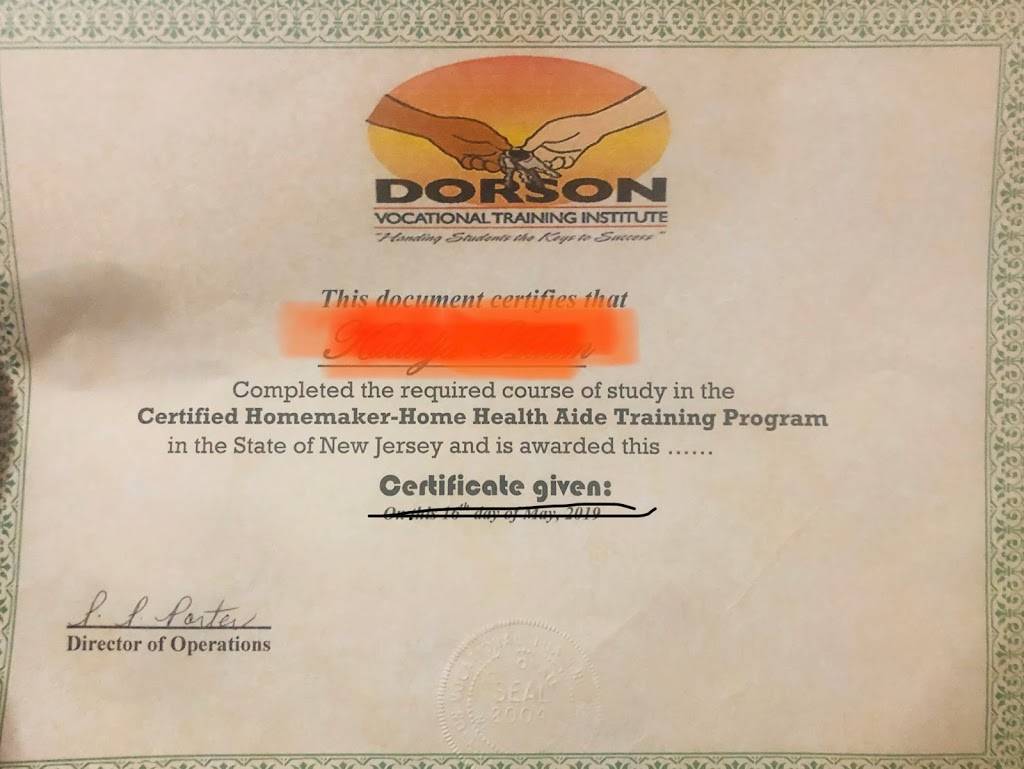 DORSON
VOCATIONAL TRAINING INSTITUTE
"Handing Students the Keys to Success"
This document certifies that
Completed the required course of study in the
Certified Homemaker-Home Health Aide Training Program
in the State of New Jersey and is awarded this ......
Certificate given:
On this 16th day of May, 2019
Director of Operations
SEAL